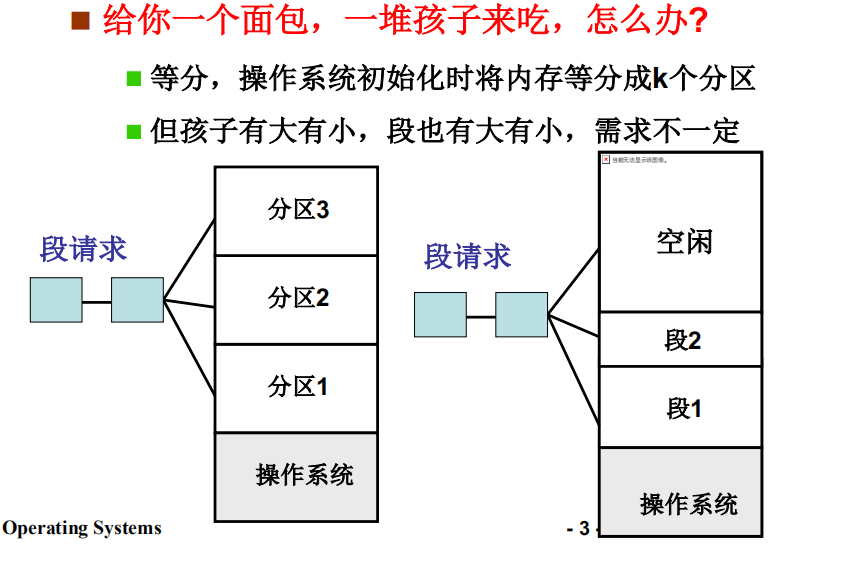 给你一个面包，一堆孩子来吃，怎么办?
等分，操作系统初始化时将内存等分成k个分区
但孩子有大有小，段也有大有小，需求不一定
段请求
分区3
分区2
分区1
操作系统
段请求
当前无法显示该图像。
空闲
段2
段1
操作系统
Operating Systems
- 3 -